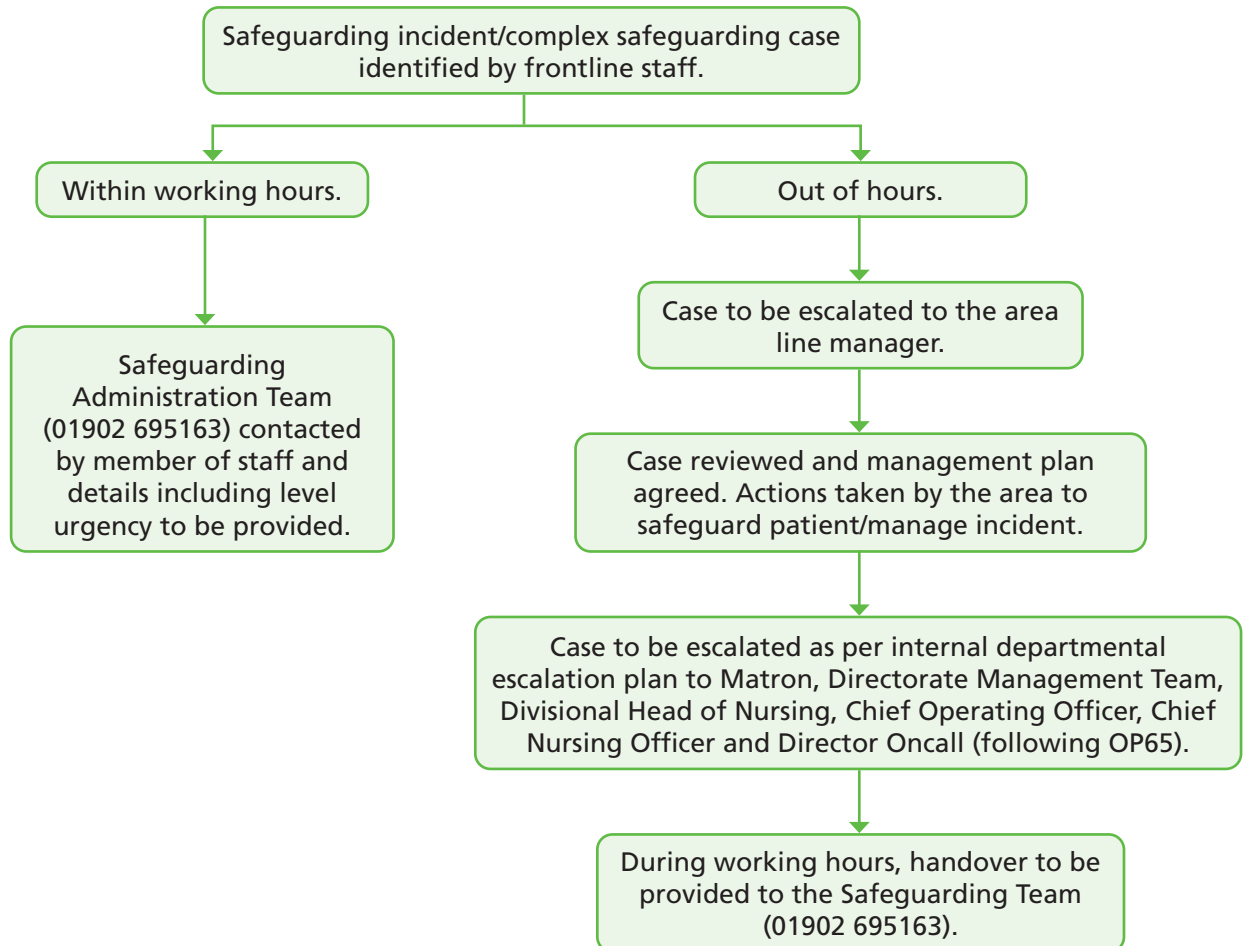 Safeguarding incident/complex safeguarding case
identified by frontline staff.
Within working hours.
Safeguarding
Administration Team
(01902 695163) contacted
by member of staff and
details including level
urgency to be provided.
Out of hours.
Case to be escalated to the area
line manager.
Case reviewed and management plan
agreed. Actions taken by the area to
safeguard patient/manage incident.
Case to be escalated as per internal departmental
escalation plan to Matron, Directorate Management Team,
Divisional Head of Nursing, Chief Operating Officer, Chief
Nursing Officer and Director Oncall (following OP65).
During working hours, handover to be
provided to the Safeguarding Team
(01902 695163).